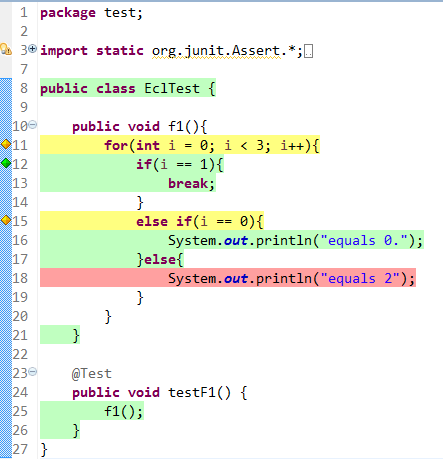 1 package test;
2
3 import static org.junit.Assert.*;
7
8 public class EclTest {
9
10 public void f1(){
11 for(int i = 0; i < 3; i++){
12 if(i == 1){
13 break;
14 }
15 else if(i == 0){
16 System.out.println("equals 0.");
17 }else{
18 System.out.println("equals 2");
19 }
20 }
21 }
22
23 @Test
24 public void testF1() {
25 f1();
26 }
27 }